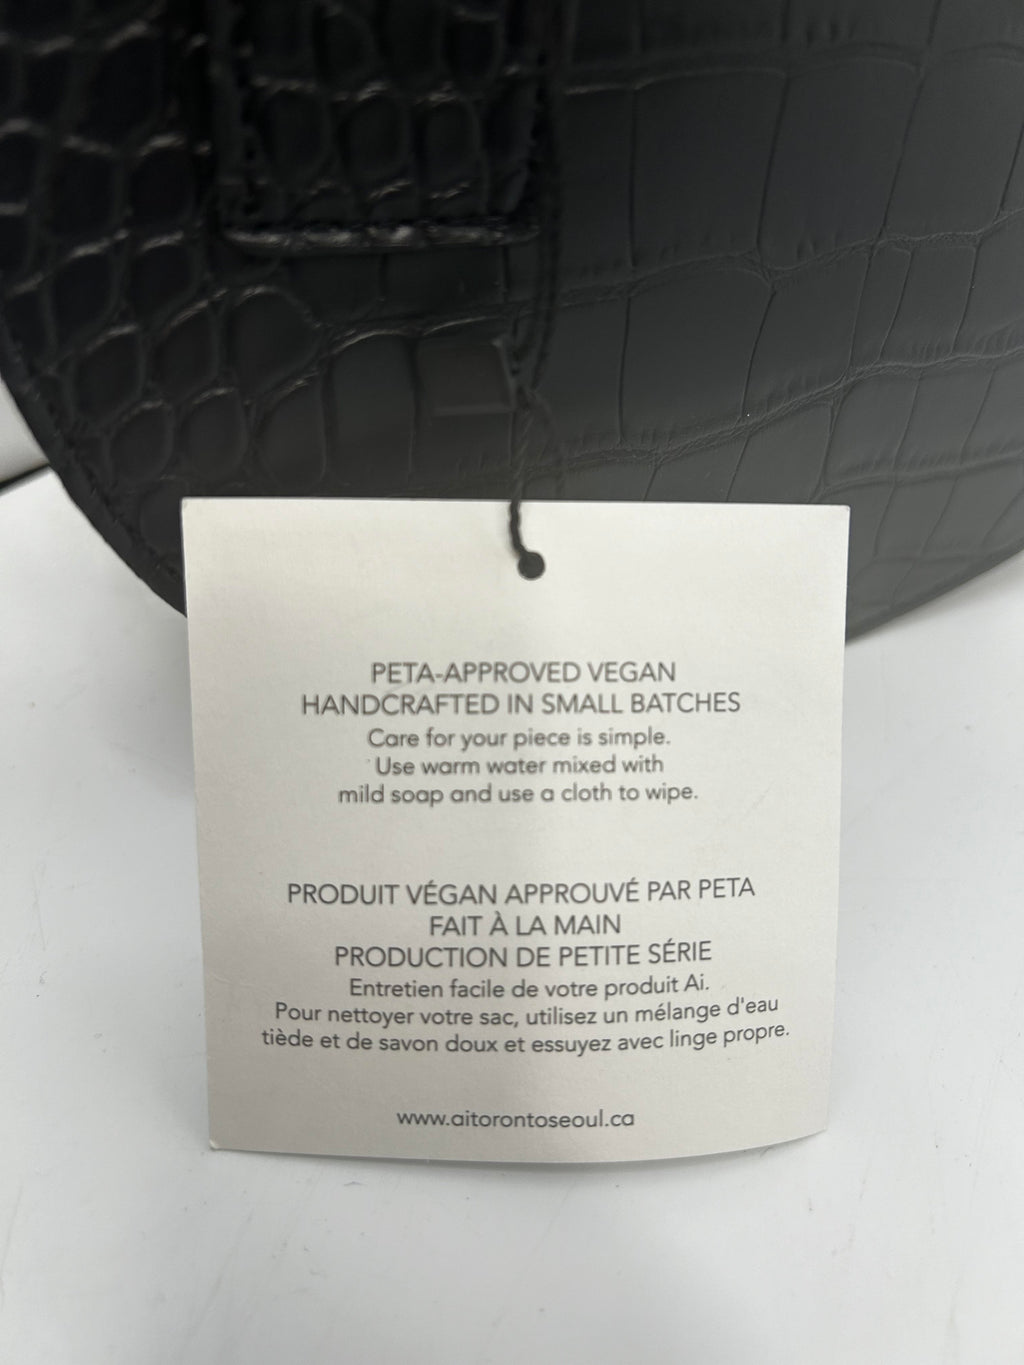 PETA-APPROVED VEGAN
HANDCRAFTED IN SMALL BATCHES
Care for your piece is simple.
Use warm water mixed with
mild soap and use a cloth to wipe.
PRODUIT VÉGAN APPROUVÉ PAR PETA
FAIT À LA MAIN
PRODUCTION DE PETITE SÉRIE
Entretien facile de votre produit Ai.
Pour nettoyer votre sac, utilisez un mélange d'eau
tiède et de savon doux et essuyez avec linge propre.
www.aitorontoseoul.ca